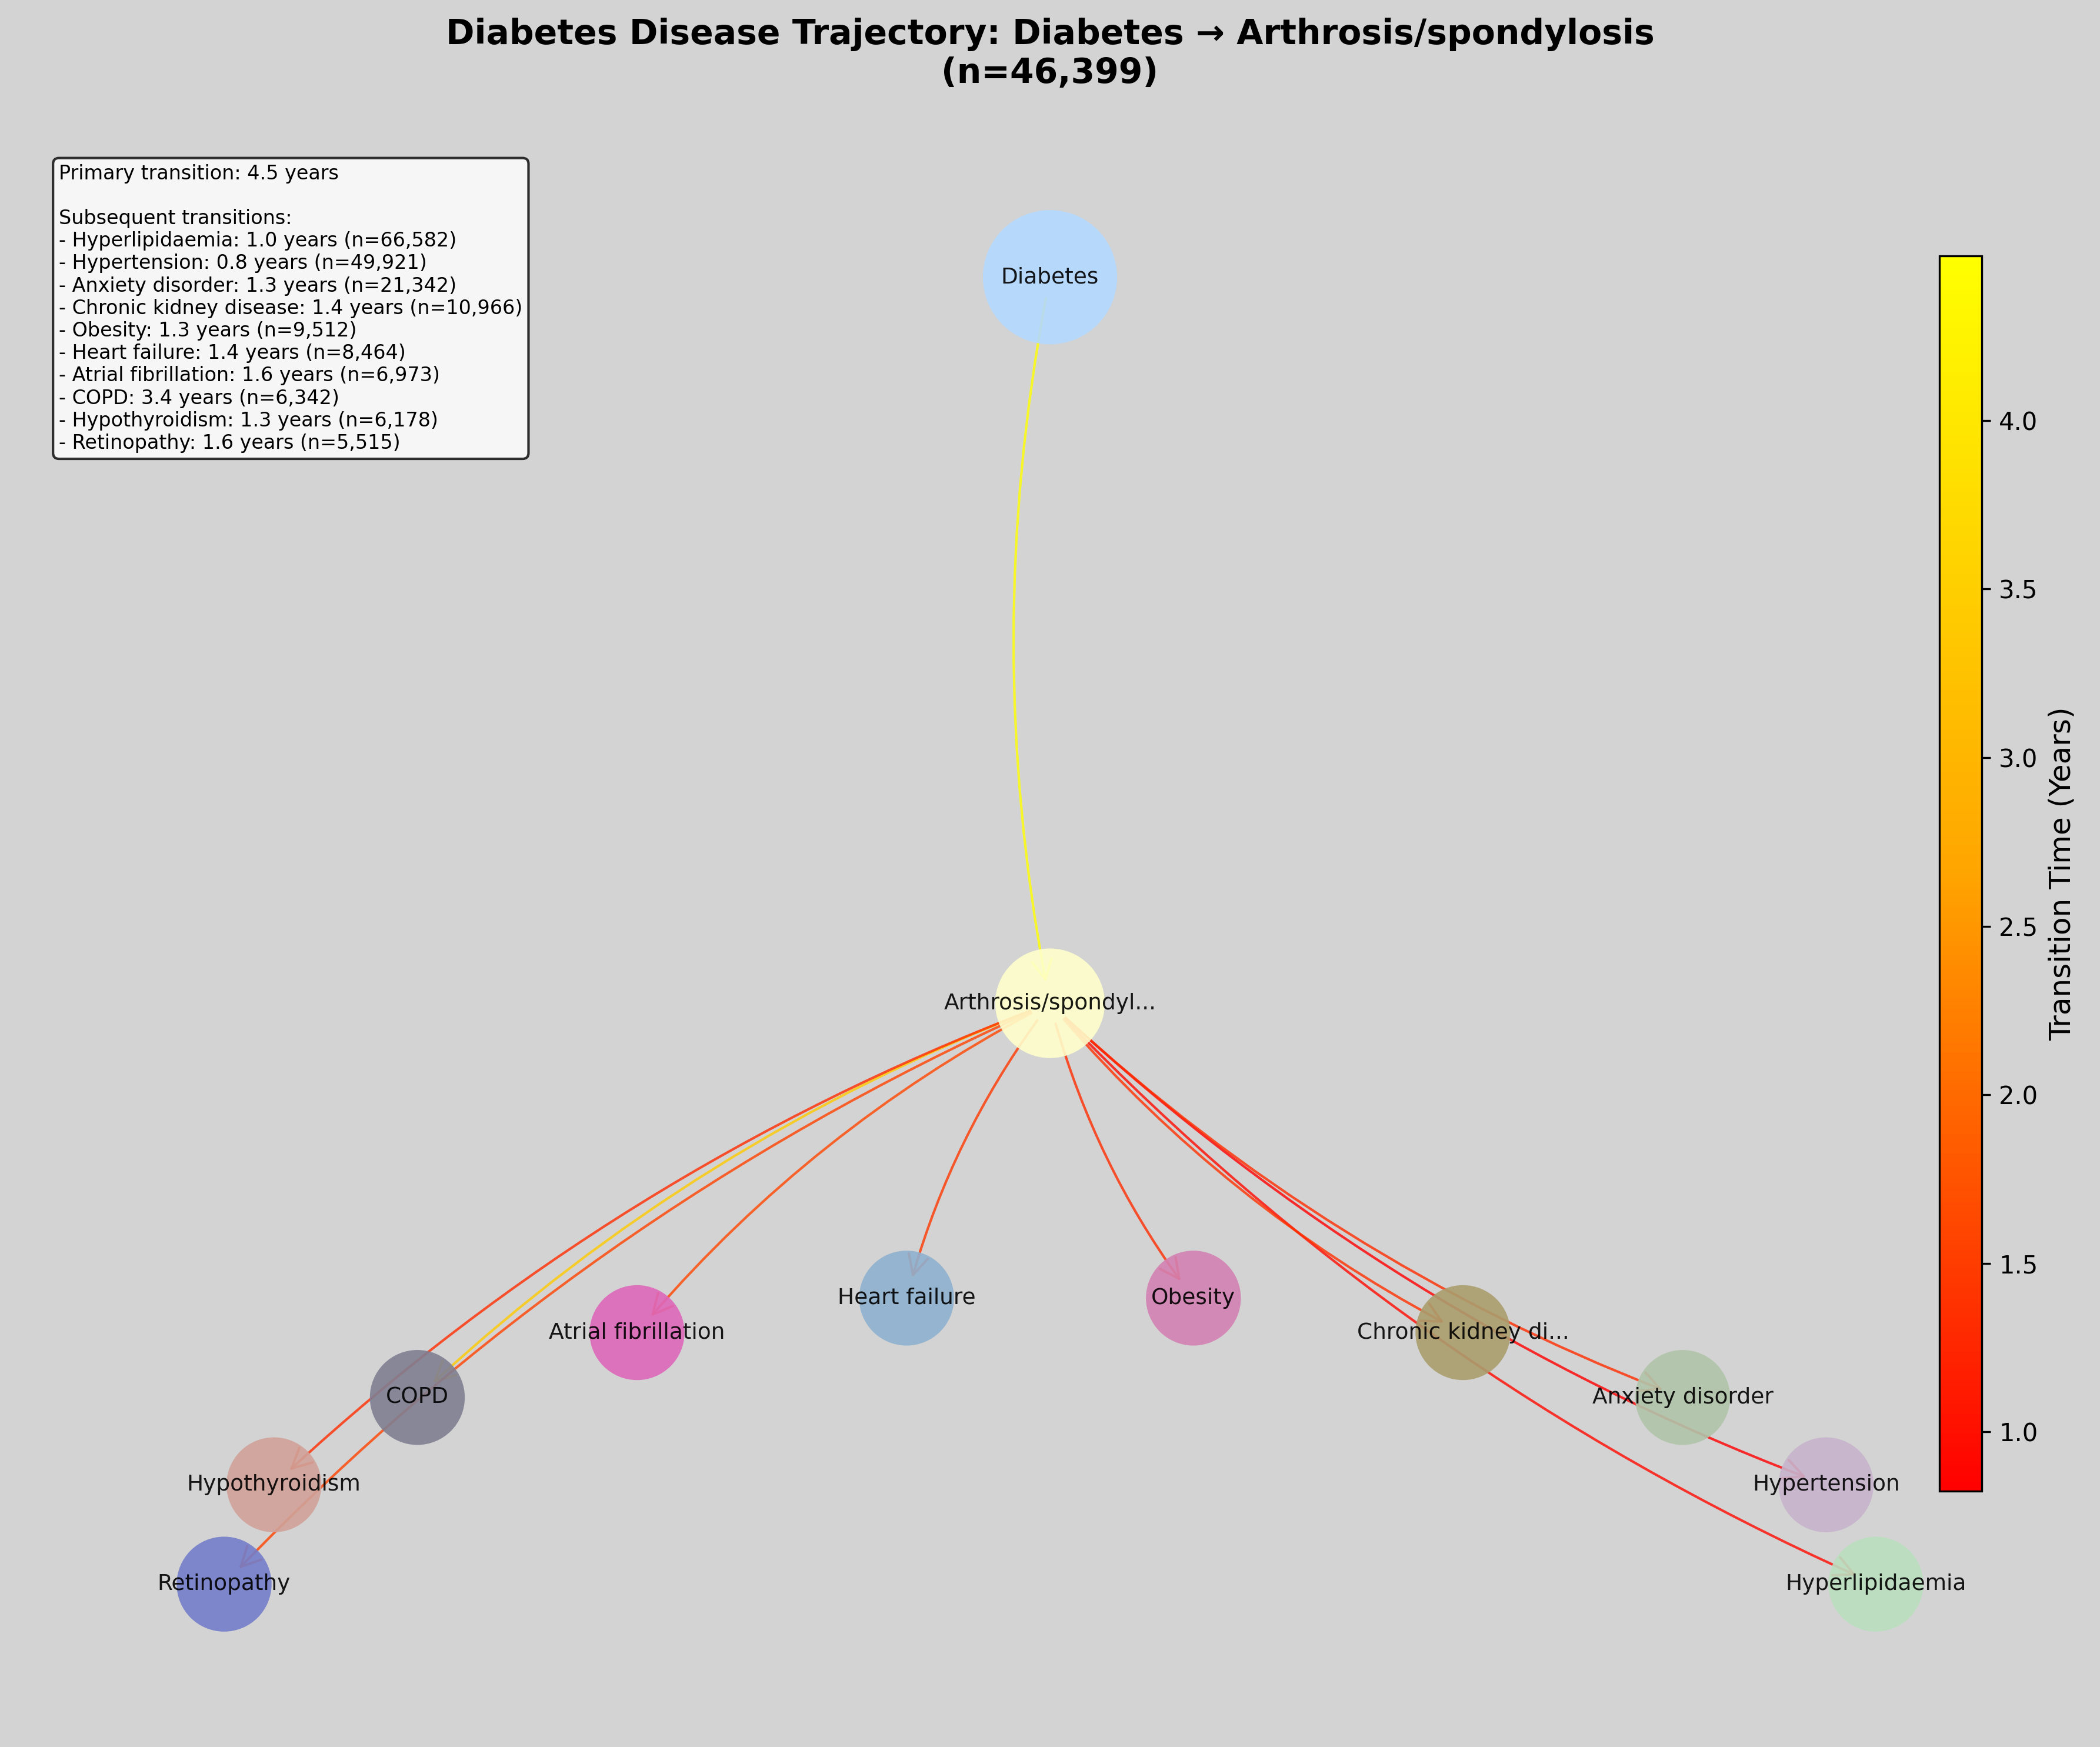 Diabetes Disease Trajectory: Diabetes → Arthrosis/spondylosis
(n=46,399)
Primary transition: 4.5 years
Subsequent transitions:
- Hyperlipidaemia: 1.0 years (n=66,582)
- Hypertension: 0.8 years (n=49,921)
- Anxiety disorder: 1.3 years (n=21,342)
- Chronic kidney disease: 1.4 years (n=10,966)
- Obesity: 1.3 years (n=9,512)
- Heart failure: 1.4 years (n=8,464)
- Atrial fibrillation: 1.6 years (n=6,973)
- COPD: 3.4 years (n=6,342)
- Hypothyroidism: 1.3 years (n=6,178)
- Retinopathy: 1.6 years (n=5,515)
Diabetes
Arthrosis/spondyl...
Heart failure
Obesity
Atrial fibrillation
Chronic kidney di...
COPD
Anxiety disorder
Hypothyroidism
Hypertension
Retinopathy
Hyperlipidaemia
4.0
3.5
3.0
2.5
2.0
1.5
1.0
Transition Time (Years)